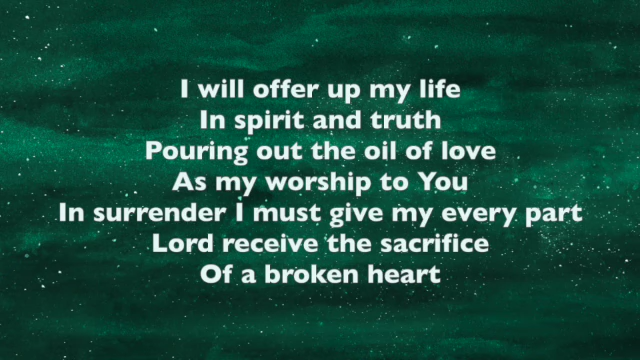 I will offer up my life
In spirit and truth
Pouring out the oil of love
As my worship to You
In surrender I must give my every part
Lord receive the sacrifice
Of a broken heart